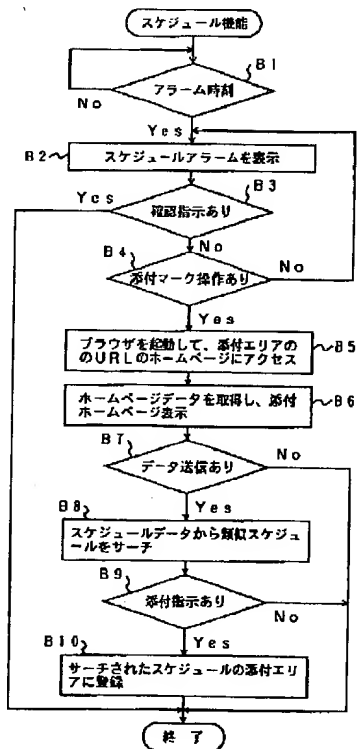 スケジュール機能
B1
アラーム時刻
No
Yes
B2
スケジュールアラームを表示
B3
Yes
確認指示あり
No
B4
添付マーク操作あり
No
Yes
ブラウザを起動して、添付エリアの
のURLのホームページにアクセス
B5
ホームページデータを取得し、添付
ホームページ表示
B6
B7
データ送信あり
No
Yes
B8
スケジュールデータから類似スケジュ
ールをサーチ
B9
添付指示あり
No
Yes
B10
サーチされたスケジュールの添付エリ
アに登録
終了